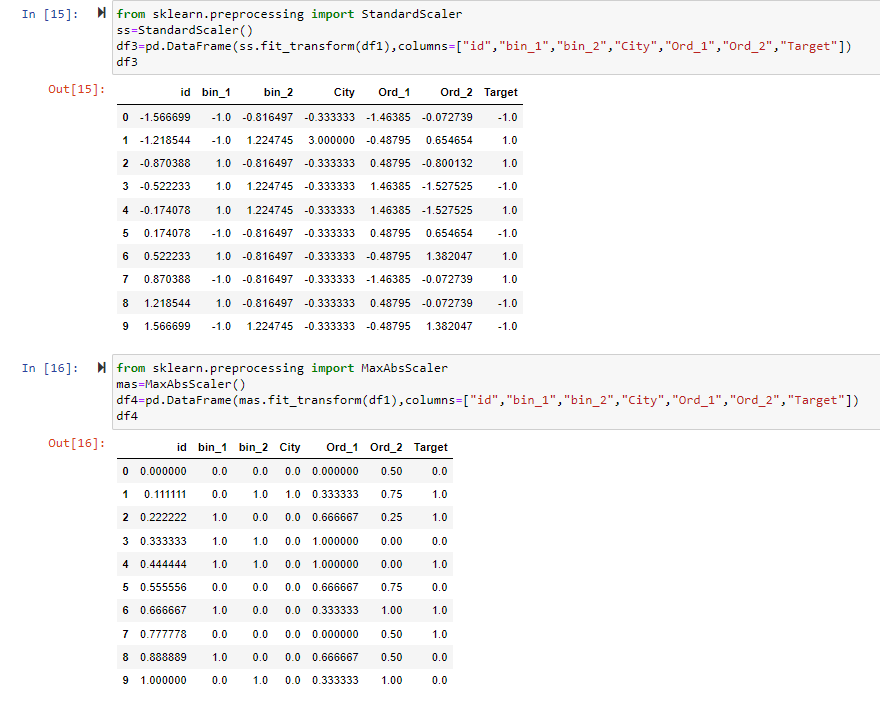 In [15]: from sklearn.preprocessing import StandardScaler
ss=StandardScaler()
df3=pd.DataFrame(ss.fit_transform(df1),columns=["id","bin_1","bin_2","City","Ord_1","Ord_2","Target"])
df3
Out[15]:
id bin_1 bin_2 City Ord_1 Ord_2 Target
0 -1.566699 -1.0 -0.816497 -0.333333 -1.46385 -0.072739 -1.0
1 -1.218544 -1.0 1.224745 3.000000 -0.48795 0.654654 1.0
2 -0.870388 1.0 -0.816497 -0.333333 0.48795 -0.800132 1.0
3 -0.522233 1.0 1.224745 -0.333333 1.46385 -1.527525 -1.0
4 -0.174078 1.0 1.224745 -0.333333 1.46385 -1.527525 1.0
5 0.174078 -1.0 -0.816497 -0.333333 0.48795 0.654654 -1.0
6 0.522233 1.0 -0.816497 -0.333333 -0.48795 1.382047 1.0
7 0.870388 -1.0 -0.816497 -0.333333 -1.46385 -0.072739 1.0
8 1.218544 1.0 -0.816497 -0.333333 0.48795 -0.072739 -1.0
9 1.566699 -1.0 1.224745 -0.333333 -0.48795 1.382047 -1.0
In [16]: from sklearn.preprocessing import MaxAbsScaler
mas=MaxAbsScaler()
df4=pd.DataFrame(mas.fit_transform(df1),columns=["id","bin_1","bin_2","City","Ord_1","Ord_2","Target"])
df4
Out[16]:
id bin_1 bin_2 City Ord_1 Ord_2 Target
0 0.000000 0.0 0.0 0.0 0.000000 0.50 0.0
1 0.111111 0.0 1.0 1.0 0.333333 0.75 1.0
2 0.222222 1.0 0.0 0.0 0.666667 0.25 1.0
3 0.333333 1.0 1.0 0.0 1.000000 0.00 0.0
4 0.444444 1.0 1.0 0.0 1.000000 0.00 1.0
5 0.555556 0.0 0.0 0.0 0.666667 0.75 0.0
6 0.666667 1.0 0.0 0.0 0.333333 1.00 1.0
7 0.777778 0.0 0.0 0.0 0.000000 0.50 1.0
8 0.888889 1.0 0.0 0.0 0.666667 0.50 0.0
9 1.000000 0.0 1.0 0.0 0.333333 1.00 0.0